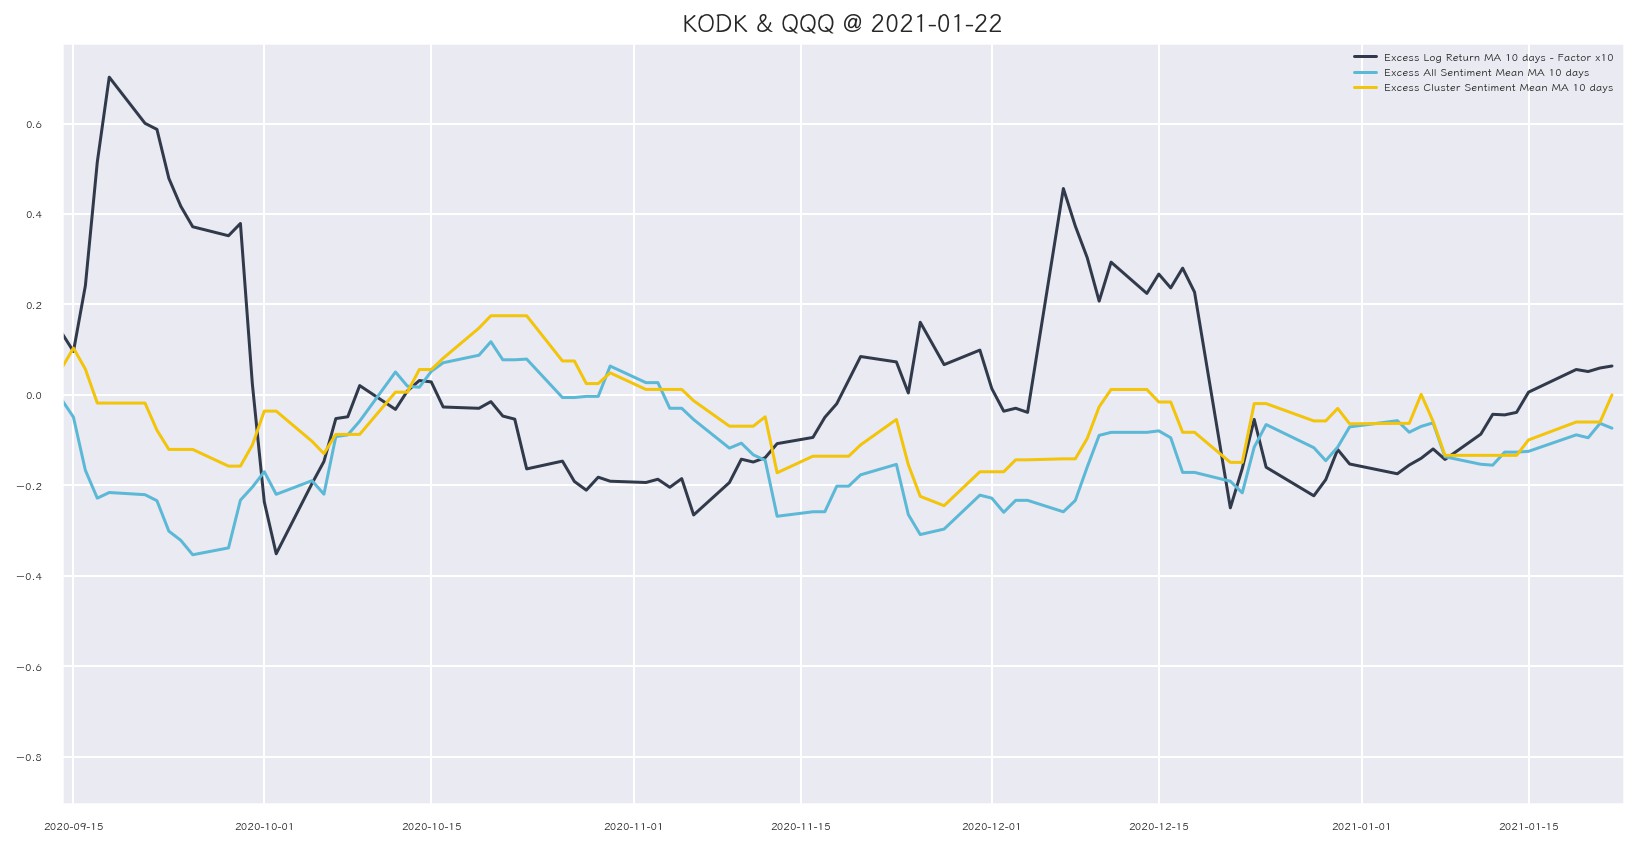 KODK & QQQ @ 2021-01-22
Excess Log Return MA 10 days - Factor x10
Excess All Sentiment Mean MA 10 days
Excess Cluster Sentiment Mean MA 10 days
0.6
0.4
0.2
0.0
−0.2
−0.4
−0.6
−0.8
2020-09-15 2020-10-01 2020-10-15 2020-11-01 2020-11-15 2020-12-01 2020-12-15 2021-01-01 2021-01-15